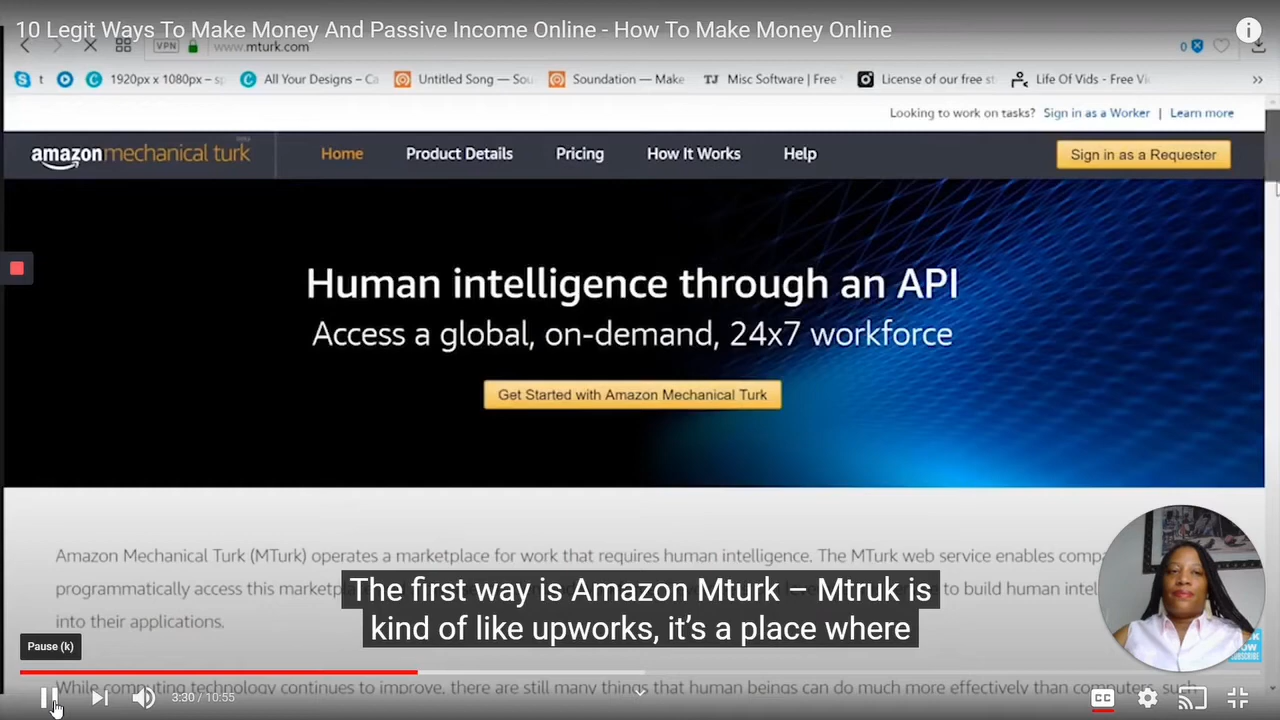 10 Legit Ways To Make Money And Passive Income Online - How To Make Money Online
VPN www.mturk.com 0
t 1920px x 1080px – sp All Your Designs – Ca Untitled Song — Sou Soundation — Make TJ Misc Software | Free License of our free st Life Of Vids - Free Vi »
Looking to work on tasks? Sign in as a Worker | Learn more
beta
amazon mechanical turk Home Product Details Pricing How It Works Help Sign in as a Requester
Human intelligence through an API
Access a global, on-demand, 24x7 workforce
Get Started with Amazon Mechanical Turk
Amazon Mechanical Turk (MTurk) operates a marketplace for work that requires human intelligence. The MTurk web service enables comp
programmatically access this market to build human intel
into their applications.
The first way is Amazon Mturk – Mtruk is
kind of like upworks, it's a place where
SUBSCRIBE
Pause (k)
While computing technology continues to improve, there are still many things that human beings can do much more effectively than computers, such
3:30 / 10:55 CC